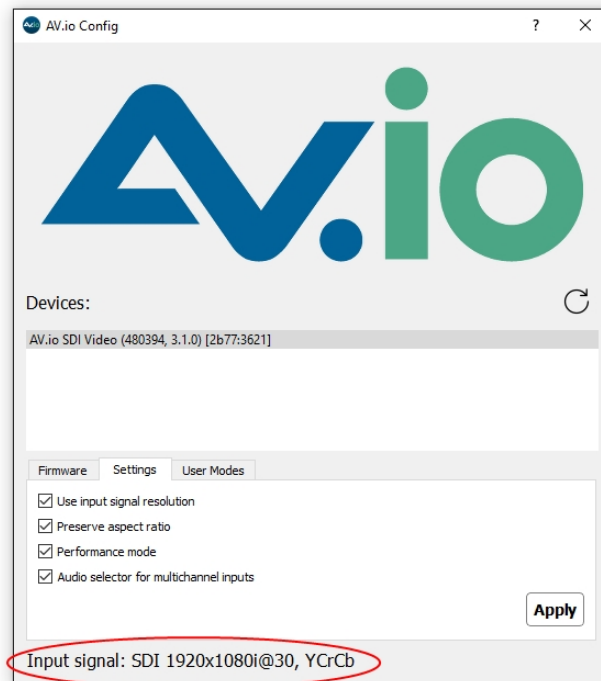 AV.io Config
AV.io
Devices:
AV.io SDI Video (480394, 3.1.0) [2b77:3621]
Firmware Settings User Modes
Use input signal resolution
Preserve aspect ratio
Performance mode
Audio selector for multichannel inputs
Apply
Input signal: SDI 1920x1080i@30, YCrCb